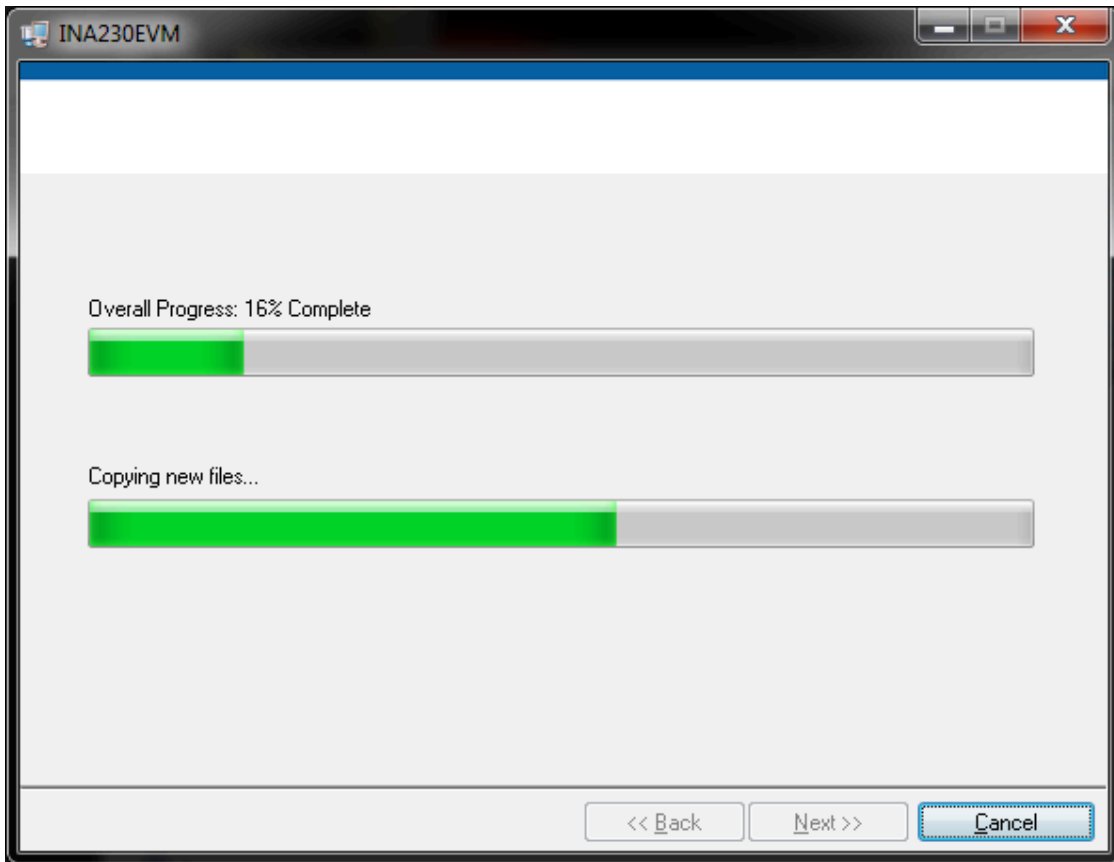 INA230EVM
Overall Progress: 16% Complete
Copying new files...
<< Back
Next >>
Cancel